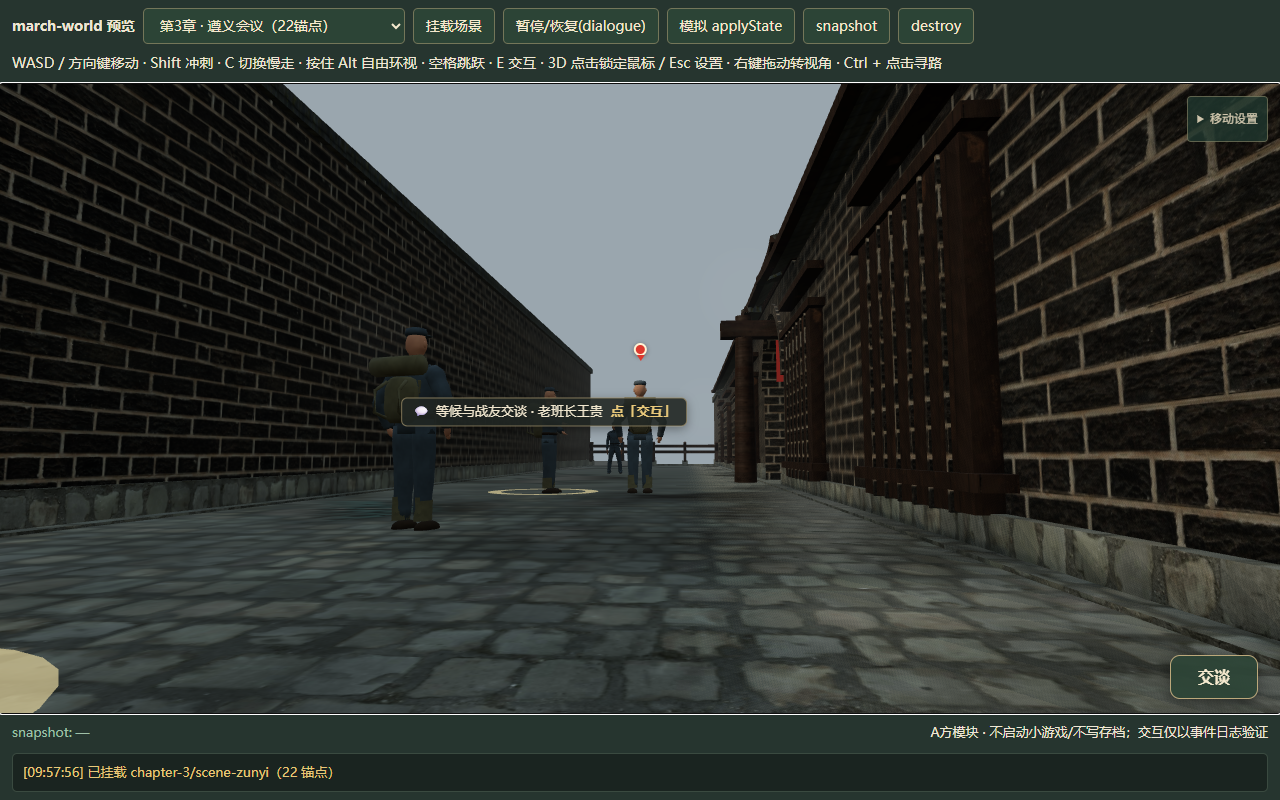 march-world 预览 第3章 · 遵义会议（22锚点） 挂载场景 暂停/恢复(dialogue) 模拟 applyState snapshot destroy
WASD / 方向键移动 · Shift 冲刺 · C 切换慢走 · 按住 Alt 自由环视 · 空格跳跃 · E 交互 · 3D 点击锁定鼠标 / Esc 设置 · 右键拖动转视角 · Ctrl + 点击寻路
▶ 移动设置
💬 等候与战友交谈 · 老班长王贵 点「交互」
交谈
snapshot: —
A方模块 · 不启动小游戏/不写存档；交互仅以事件日志验证
[09:57:56] 已挂载 chapter-3/scene-zunyi（22 锚点）